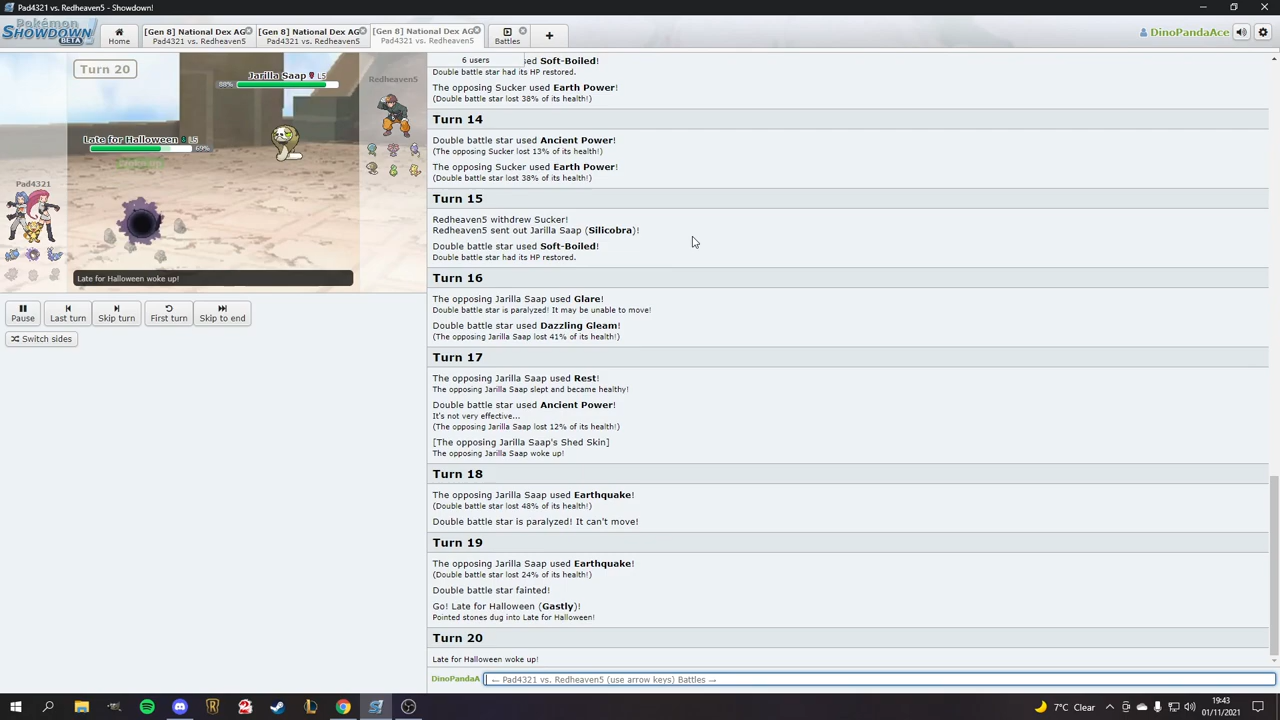 Pad4321 vs. Redheaven5 - Showdown!
Pokémon
SHOWDOWN
BETA
Home
[Gen 8] National Dex AG
Pad4321 vs. Redheaven5
[Gen 8] National Dex AG
Pad4321 vs. Redheaven5
[Gen 8] National Dex AG
Pad4321 vs. Redheaven5
Battles
DinoPandaAce
Turn 20
Jarilla Saap L5
88%
Redheaven5
Late for Halloween L5
69%
Pad4321
Late for Halloween woke up!
Pause
Last turn
Skip turn
First turn
Skip to end
Switch sides
6 users
sed Soft-Boiled!
Double battle star had its HP restored.
The opposing Sucker used Earth Power!
(Double battle star lost 38% of its health!)
Turn 14
Double battle star used Ancient Power!
(The opposing Sucker lost 13% of its health!)
The opposing Sucker used Earth Power!
(Double battle star lost 38% of its health!)
Turn 15
Redheaven5 withdrew Sucker!
Redheaven5 sent out Jarilla Saap (Silicobra)!
Double battle star used Soft-Boiled!
Double battle star had its HP restored.
Turn 16
The opposing Jarilla Saap used Glare!
Double battle star is paralyzed! It may be unable to move!
Double battle star used Dazzling Gleam!
(The opposing Jarilla Saap lost 41% of its health!)
Turn 17
The opposing Jarilla Saap used Rest!
The opposing Jarilla Saap slept and became healthy!
Double battle star used Ancient Power!
It's not very effective...
(The opposing Jarilla Saap lost 12% of its health!)
[The opposing Jarilla Saap's Shed Skin]
The opposing Jarilla Saap woke up!
Turn 18
The opposing Jarilla Saap used Earthquake!
(Double battle star lost 48% of its health!)
Double battle star is paralyzed! It can't move!
Turn 19
The opposing Jarilla Saap used Earthquake!
(Double battle star lost 24% of its health!)
Double battle star fainted!
Go! Late for Halloween (Gastly)!
Pointed stones dug into Late for Halloween!
Turn 20
Late for Halloween woke up!
DinoPandaA
← Pad4321 vs. Redheaven5 (use arrow keys) Battles →
7°C Clear
19:43
01/11/2021